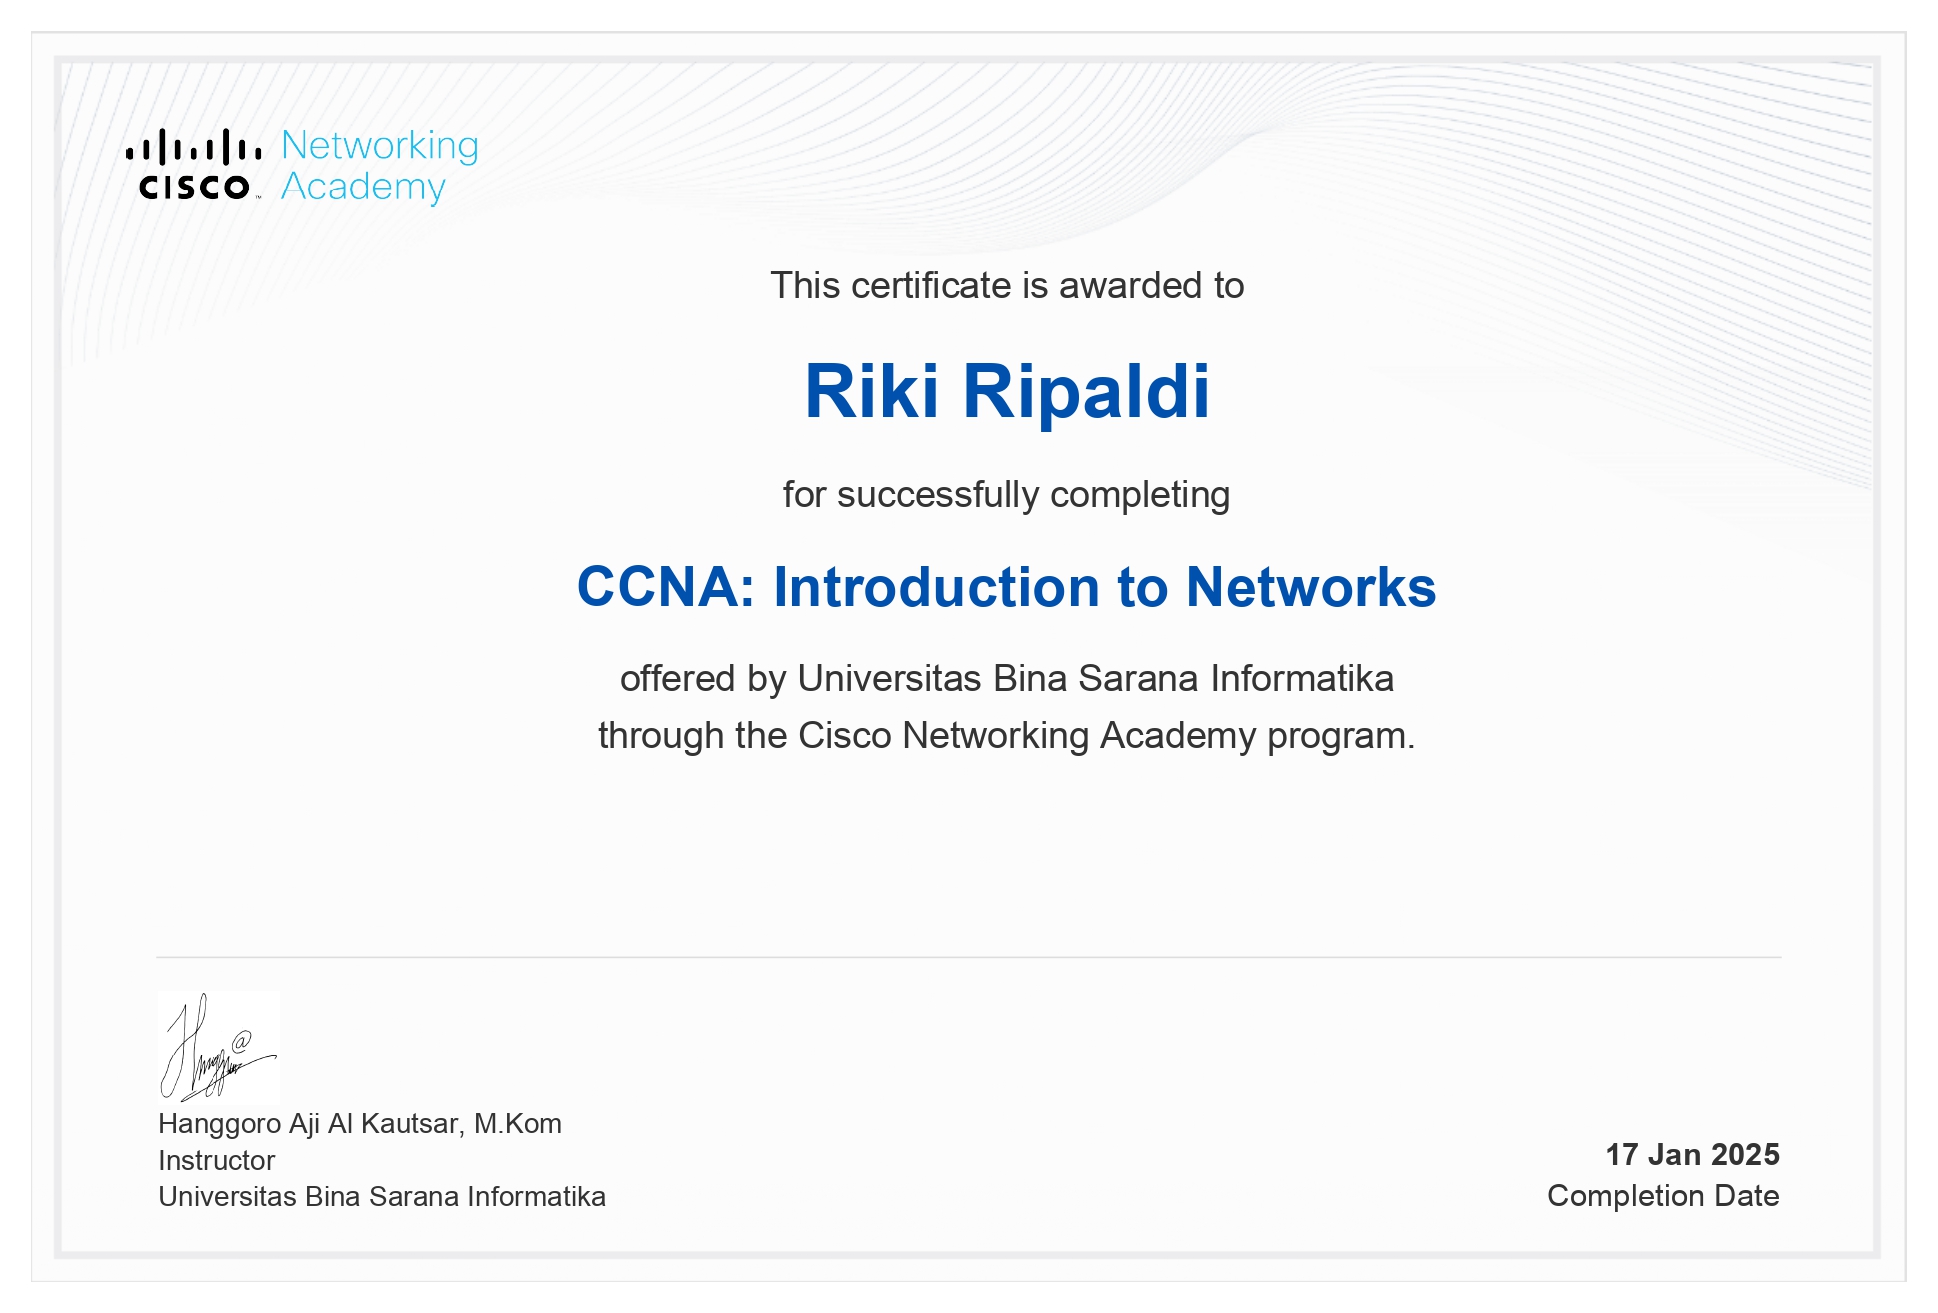 Networking
CISCO™ Academy
This certificate is awarded to
Riki Ripaldi
for successfully completing
CCNA: Introduction to Networks
offered by Universitas Bina Sarana Informatika
through the Cisco Networking Academy program.
Hanggoro Aji Al Kautsar, M.Kom
Instructor
Universitas Bina Sarana Informatika
17 Jan 2025
Completion Date